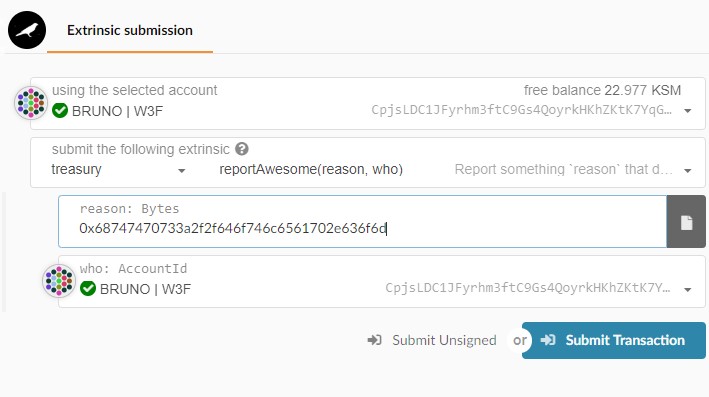 Extrinsic submission
using the selected account free balance 22.977 KSM
BRUNO | W3F CpjsLDC1JFyrhm3ftC9Gs4QoyrkHKhZKtK7YqG…
submit the following extrinsic ?
treasury reportAwesome(reason, who) Report something `reason` that d…
reason: Bytes
0x68747470733a2f2f646f746c6561702e636f6d
who: AccountId
BRUNO | W3F CpjsLDC1JFyrhm3ftC9Gs4QoyrkHKhZKtK7Y…
Submit Unsigned or Submit Transaction